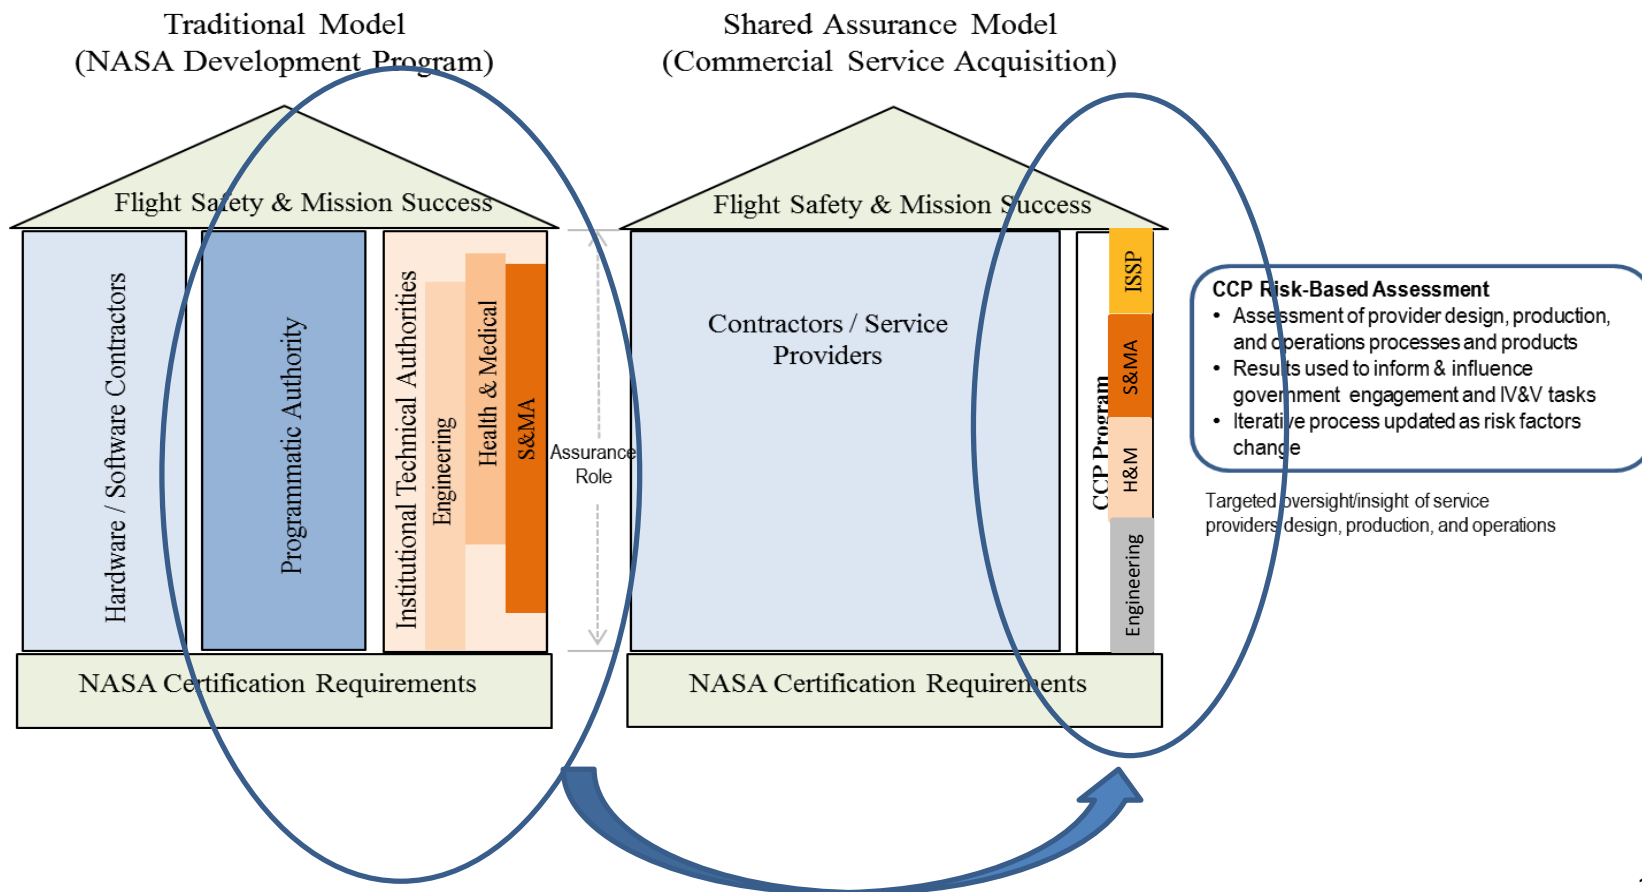 Traditional Model
(NASA Development Program)
Shared Assurance Model
(Commercial Service Acquisition)
Flight Safety & Mission Success
Hardware / Software Contractors
Programmatic Authority
Institutional Technical Authorities
Engineering
Health & Medical
S&MA
NASA Certification Requirements
Assurance
Role
Flight Safety & Mission Success
Contractors / Service
Providers
CCP Program
ISSP
S&MA
H&M
Engineering
NASA Certification Requirements
CCP Risk-Based Assessment
• Assessment of provider design, production,
and operations processes and products
• Results used to inform & influence
government engagement and IV&V tasks
• Iterative process updated as risk factors
change
Targeted oversight/insight of service
providers design, production, and operations